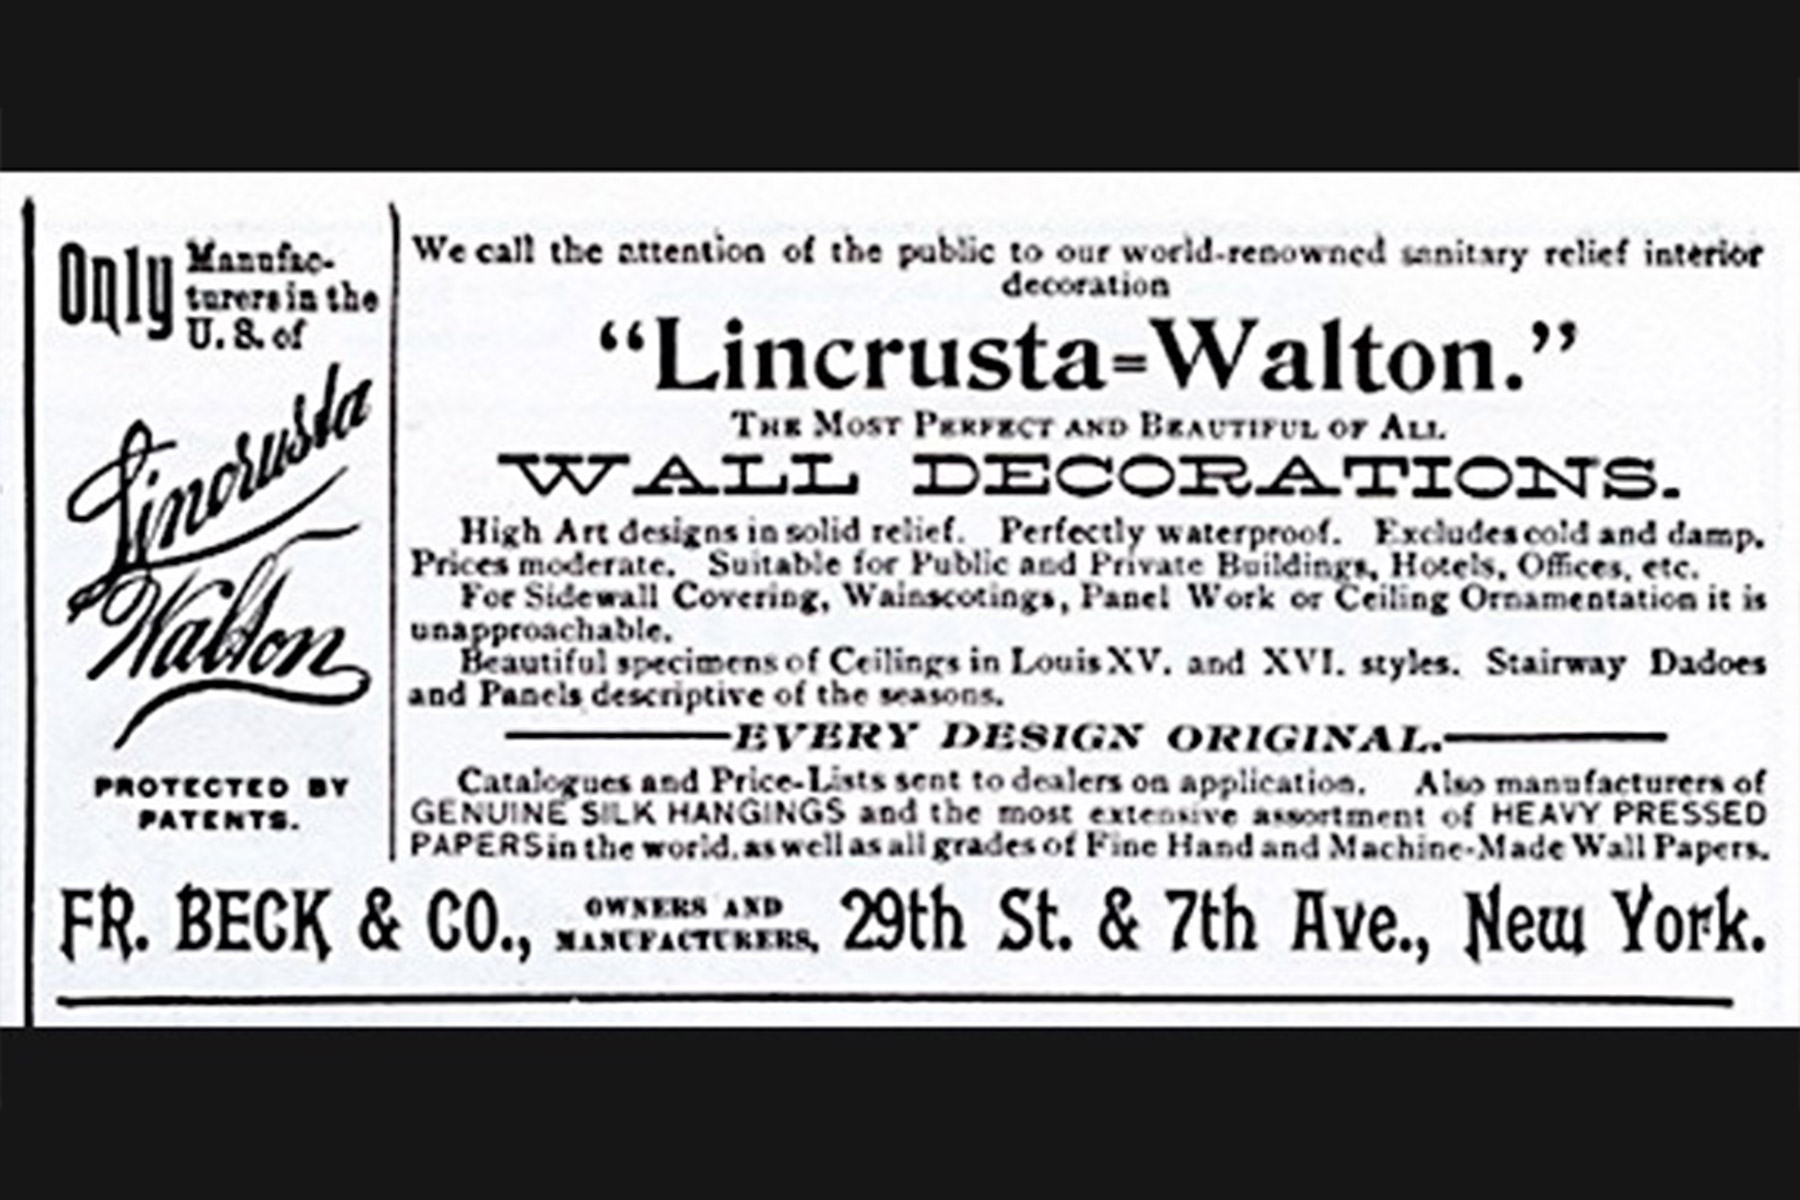 Only Manufac-
turers in the
U. S. of
Lincrusta
Walton
PROTECTED BY
PATENTS.
We call the attention of the public to our world-renowned sanitary relief interior
decoration
“Lincrusta=Walton.”
THE MOST PERFECT AND BEAUTIFUL OF ALL
WALL DECORATIONS.
High Art designs in solid relief. Perfectly waterproof. Excludes cold and damp.
Prices moderate. Suitable for Public and Private Buildings, Hotels, Offices, etc.
For Sidewall Covering, Wainscotings, Panel Work or Ceiling Ornamentation it is
unapproachable.
Beautiful specimens of Ceilings in Louis XV. and XVI. styles. Stairway Dadoes
and Panels descriptive of the seasons.
EVERY DESIGN ORIGINAL.
Catalogues and Price-Lists sent to dealers on application. Also manufacturers of
GENUINE SILK HANGINGS and the most extensive assortment of HEAVY PRESSED
PAPERS in the world, as well as all grades of Fine Hand and Machine-Made Wall Papers.
FR. BECK & CO., OWNERS AND
MANUFACTURERS, 29th St. & 7th Ave., New York.